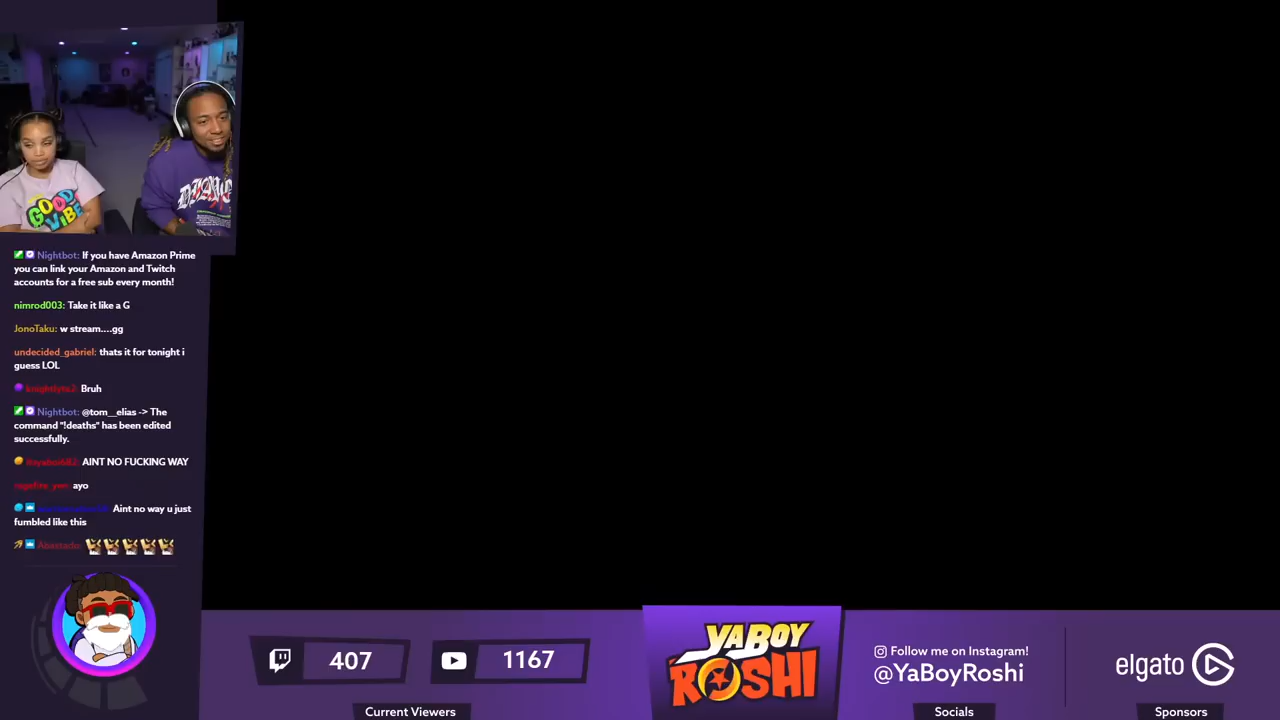 GOOD
VIBE
Nightbot: If you have Amazon Prime
you can link your Amazon and Twitch
accounts for a free sub every month!
nimrod003: Take it like a G
JonoTaku: w stream....gg
undecided_gabriel: thats it for tonight i
guess LOL
Bruh
Nightbot: @tom_elias -> The
command "!deaths" has been edited
successfully.
AINT NO FUCKING WAY
ayo
Aint no way u just
fumbled like this
407
1167
Current Viewers
YABOY
ROSHI
Follow me on Instagram!
@YaBoyRoshi
Socials
elgato
Sponsors